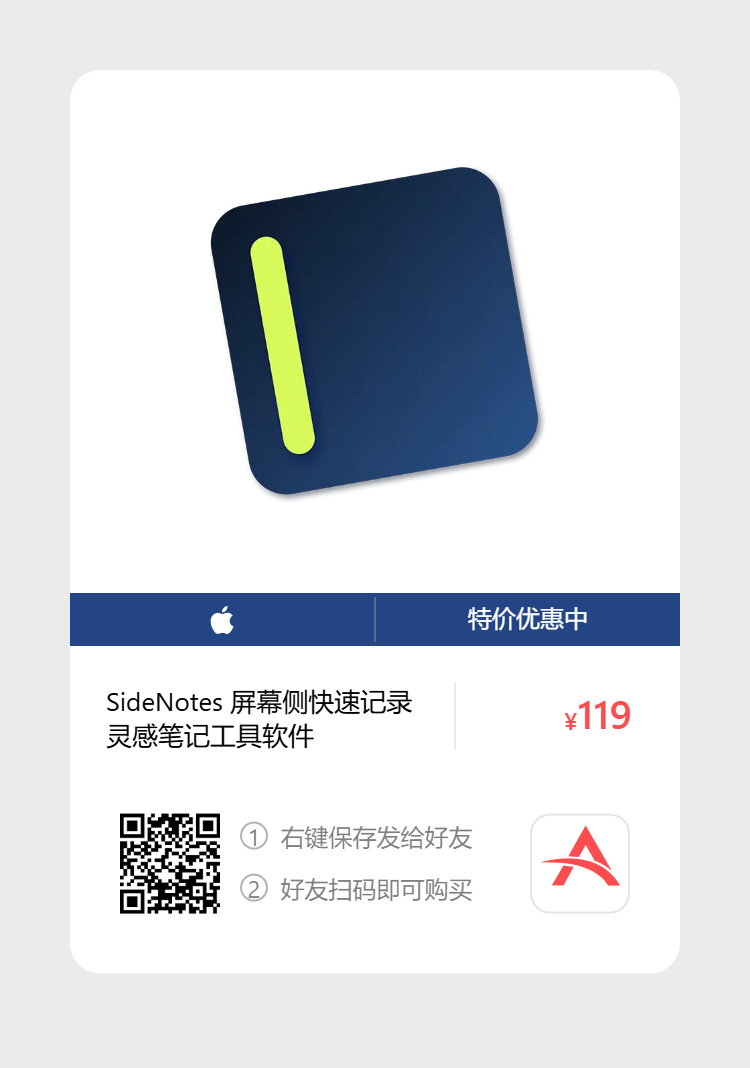 特价优惠中
SideNotes 屏幕侧快速记录
灵感笔记工具软件
¥119
① 右键保存发给好友
② 好友扫码即可购买